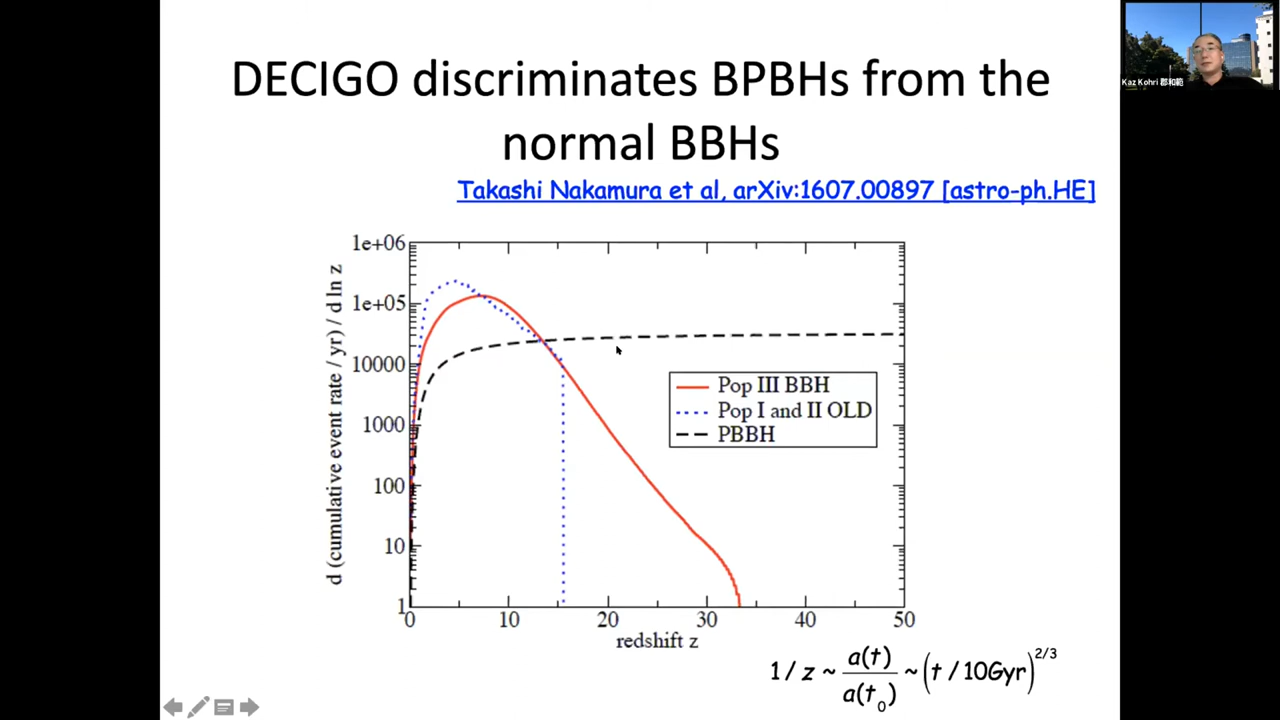 DECIGO discriminates BPBHs from the
normal BBHs
Takashi Nakamura et al, arXiv:1607.00897 [astro-ph.HE]
Kaz Kohri 郡和範
d (cumulative event rate / yr) / d ln z
1e+06
1e+05
10000
1000
100
10
1
Pop III BBH
Pop I and II OLD
PBBH
0 10 20 30 40 50
redshift z
1 / z ~ a(t) / a(t₀) ~ (t / 10Gyr)^2/3